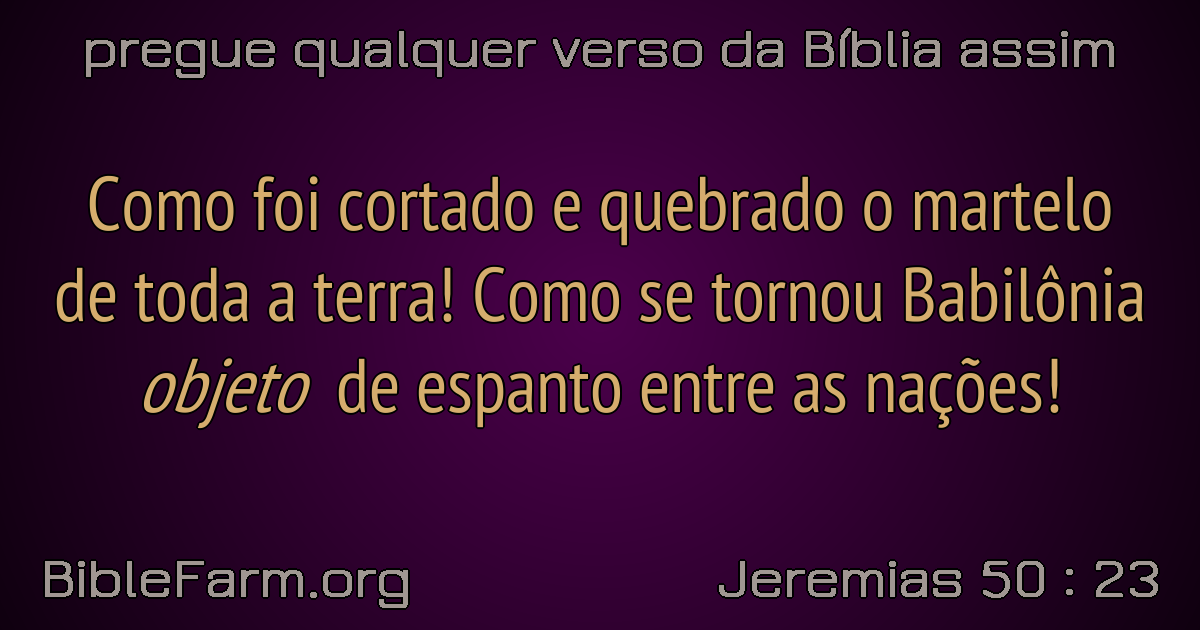 pregue qualquer verso da Bíblia assim
Como foi cortado e quebrado o martelo
de toda a terra! Como se tornou Babilônia
objeto de espanto entre as nações!
BibleFarm.org
Jeremias 50 : 23